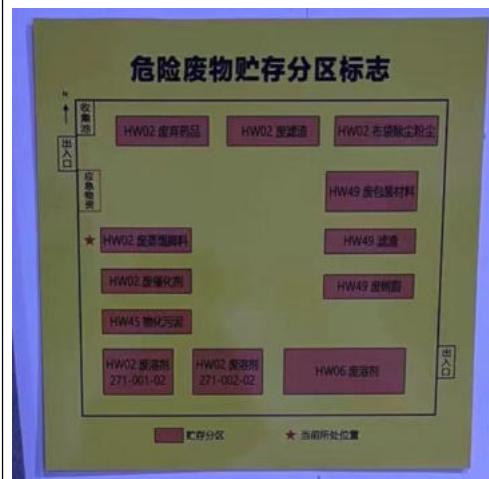 危险废物贮存分区标志
N
收集池
HW02 废弃药品
HW02 废滤渣
HW02 布袋除尘粉尘
出入口
应急物资
HW49 废包装材料
HW02 废蒸馏脚料
HW49 滤渣
HW02 废催化剂
HW49 废树脂
HW45 物化污泥
HW02 废溶剂
271-001-02
HW02 废溶剂
271-002-02
HW06 废溶剂
出入口
贮存分区
当前所处位置